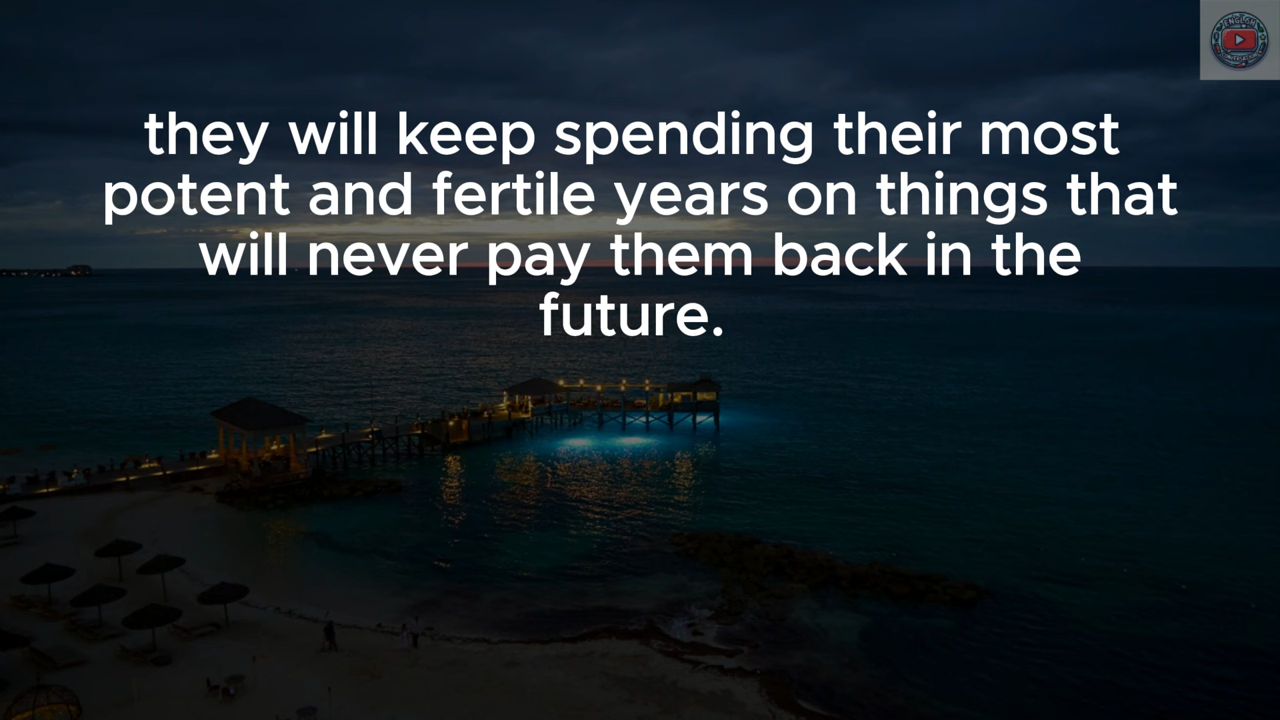 they will keep spending their most
potent and fertile years on things that
will never pay them back in the
future.
ENGLISH